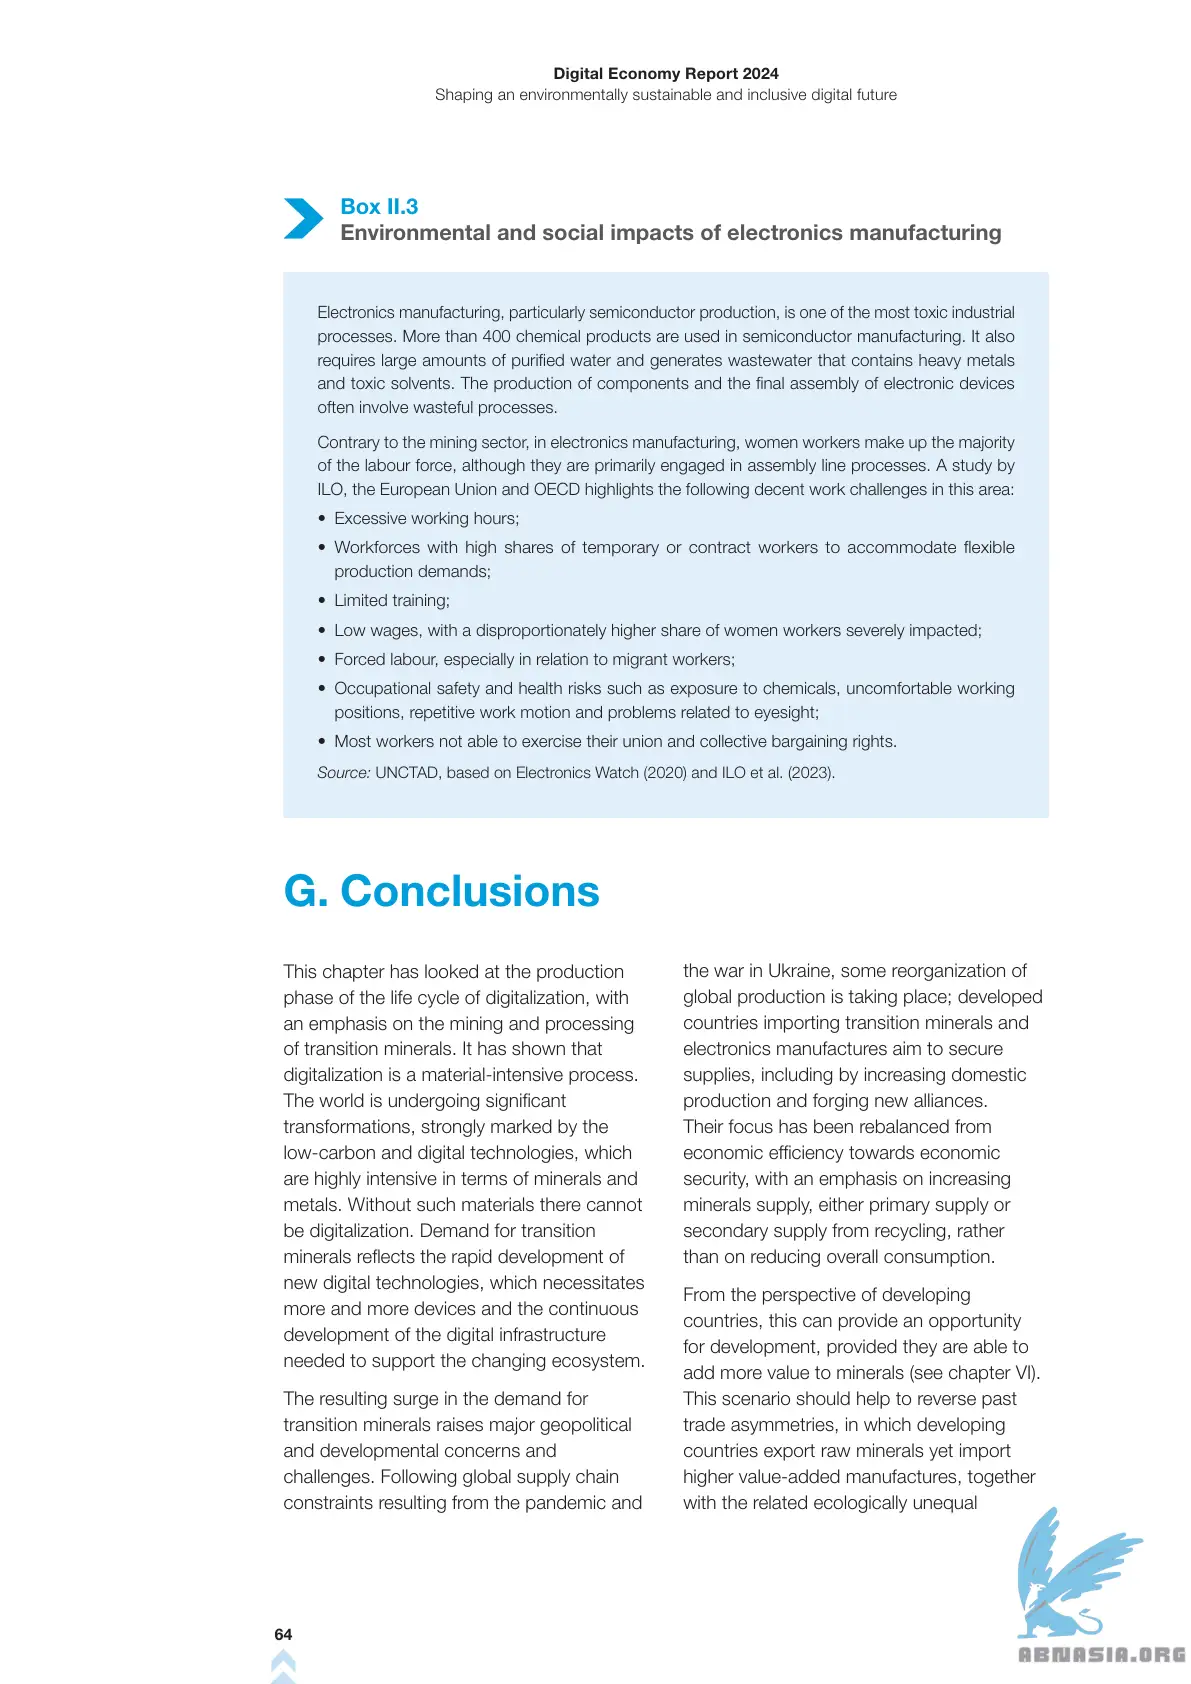 Digital Economy Report 2024
Shaping an environmentally sustainable and inclusive digital future
Box II.3
Environmental and social impacts of electronics manufacturing
Electronics manufacturing, particularly semiconductor production, is one of the most toxic industrial
processes. More than 400 chemical products are used in semiconductor manufacturing. It also
requires large amounts of purified water and generates wastewater that contains heavy metals
and toxic solvents. The production of components and the final assembly of electronic devices
often involve wasteful processes.
Contrary to the mining sector, in electronics manufacturing, women workers make up the majority
of the labour force, although they are primarily engaged in assembly line processes. A study by
ILO, the European Union and OECD highlights the following decent work challenges in this area:
• Excessive working hours;
• Workforces with high shares of temporary or contract workers to accommodate flexible
production demands;
• Limited training;
• Low wages, with a disproportionately higher share of women workers severely impacted;
• Forced labour, especially in relation to migrant workers;
• Occupational safety and health risks such as exposure to chemicals, uncomfortable working
positions, repetitive work motion and problems related to eyesight;
• Most workers not able to exercise their union and collective bargaining rights.
Source: UNCTAD, based on Electronics Watch (2020) and ILO et al. (2023).
G. Conclusions
This chapter has looked at the production
phase of the life cycle of digitalization, with
an emphasis on the mining and processing
of transition minerals. It has shown that
digitalization is a material-intensive process.
The world is undergoing significant
transformations, strongly marked by the
low-carbon and digital technologies, which
are highly intensive in terms of minerals and
metals. Without such materials there cannot
be digitalization. Demand for transition
minerals reflects the rapid development of
new digital technologies, which necessitates
more and more devices and the continuous
development of the digital infrastructure
needed to support the changing ecosystem.
The resulting surge in the demand for
transition minerals raises major geopolitical
and developmental concerns and
challenges. Following global supply chain
constraints resulting from the pandemic and
the war in Ukraine, some reorganization of
global production is taking place; developed
countries importing transition minerals and
electronics manufactures aim to secure
supplies, including by increasing domestic
production and forging new alliances.
Their focus has been rebalanced from
economic efficiency towards economic
security, with an emphasis on increasing
minerals supply, either primary supply or
secondary supply from recycling, rather
than on reducing overall consumption.
From the perspective of developing
countries, this can provide an opportunity
for development, provided they are able to
add more value to minerals (see chapter VI).
This scenario should help to reverse past
trade asymmetries, in which developing
countries export raw minerals yet import
higher value-added manufactures, together
with the related ecologically unequal
64
ABNASIA.ORG